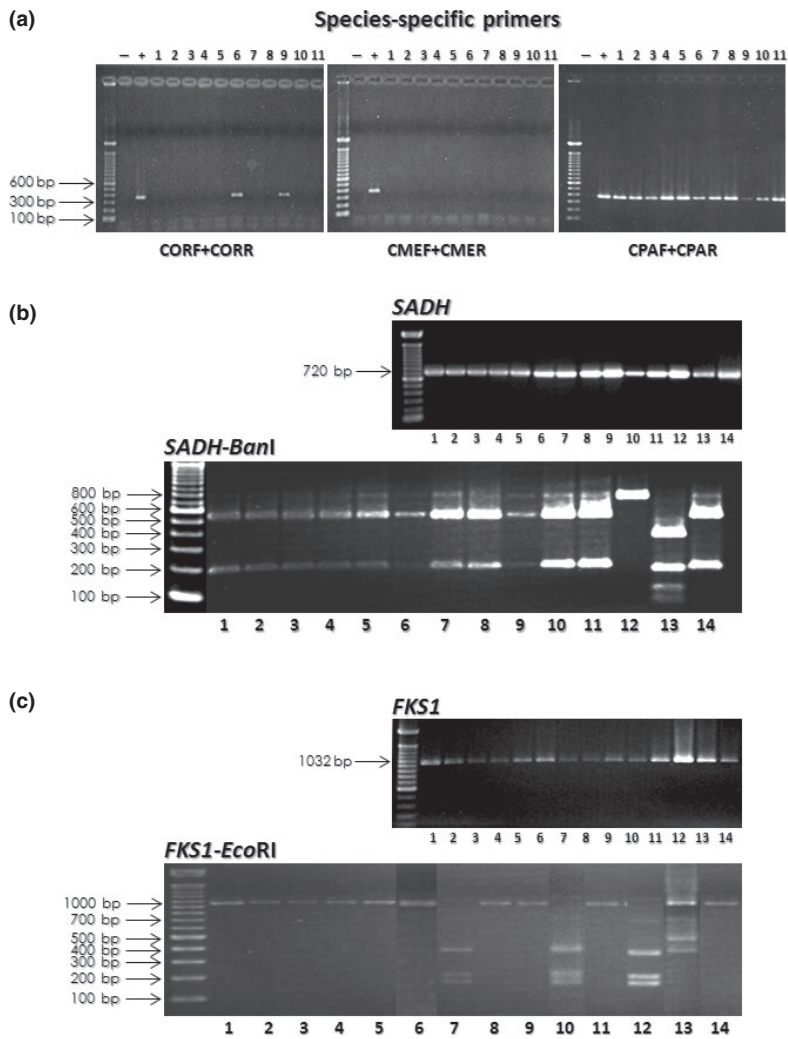 (a)
Species-specific primers
– + 1 2 3 4 5 6 7 8 9 10 11
– + 1 2 3 4 5 6 7 8 9 10 11
– + 1 2 3 4 5 6 7 8 9 10 11
600 bp
300 bp
100 bp
CORF+CORR
CMEF+CMER
CPAF+CPAR
(b)
SADH
720 bp
1 2 3 4 5 6 7 8 9 10 11 12 13 14
SADH-BanI
800 bp
600 bp
500 bp
400 bp
300 bp
200 bp
100 bp
1 2 3 4 5 6 7 8 9 10 11 12 13 14
(c)
FKS1
1032 bp
1 2 3 4 5 6 7 8 9 10 11 12 13 14
FKS1-EcoRI
1000 bp
700 bp
500 bp
400 bp
300 bp
200 bp
100 bp
1 2 3 4 5 6 7 8 9 10 11 12 13 14